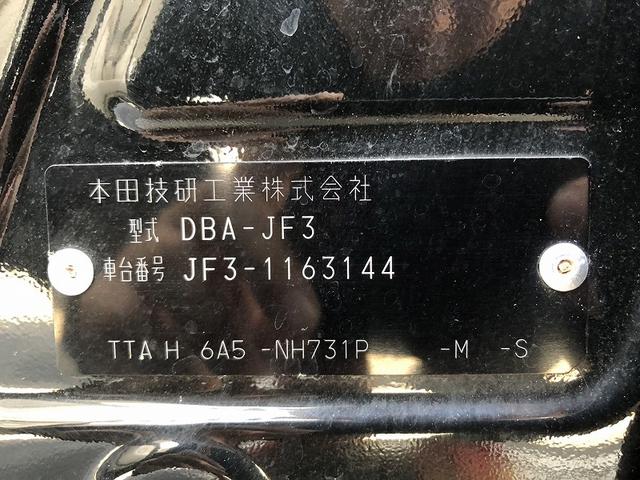 本田技研工業株式会社
型式 DBA-JF3
車台番号 JF3-1163144
TTA H 6A5 -NH731P -M -S